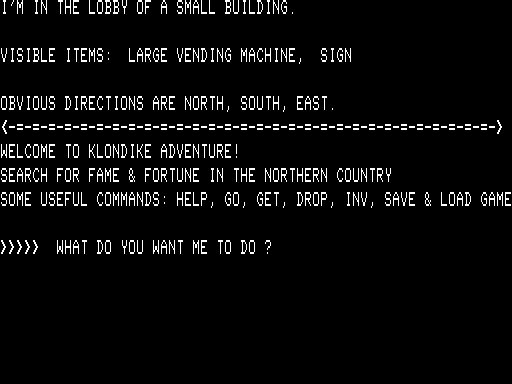 I'M IN THE LOBBY OF A SMALL BUILDING.
VISIBLE ITEMS:  LARGE VENDING MACHINE,  SIGN
OBVIOUS DIRECTIONS ARE NORTH, SOUTH, EAST.
<-=-=-=-=-=-=-=-=-=-=-=-=-=-=-=-=-=-=-=-=-=-=-=-=-=-=-=-=-=-=->
WELCOME TO KLONDIKE ADVENTURE!
SEARCH FOR FAME & FORTUNE IN THE NORTHERN COUNTRY
SOME USEFUL COMMANDS: HELP, GO, GET, DROP, INV, SAVE & LOAD GAME
>>>>>  WHAT DO YOU WANT ME TO DO ?